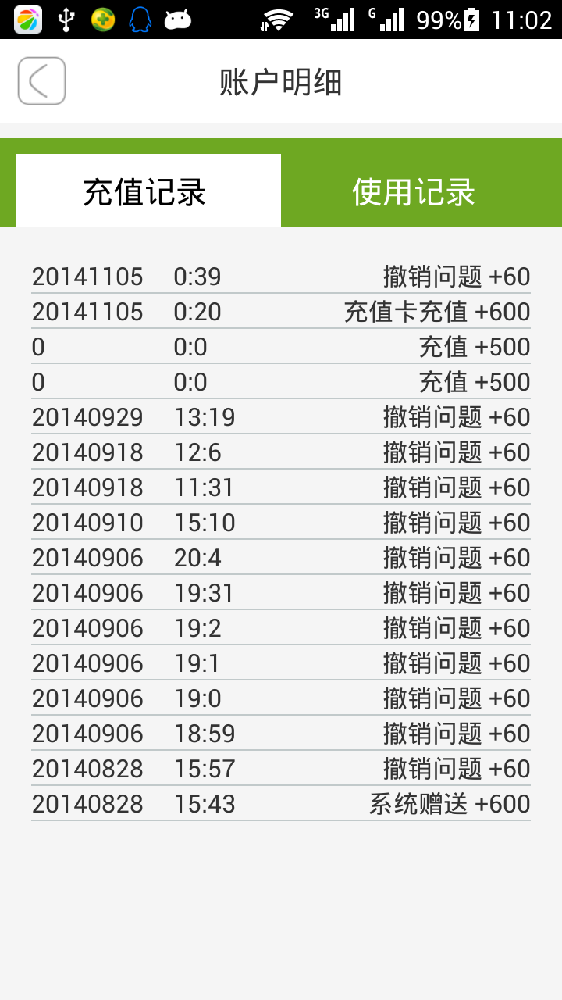 3G G 99% 11:02
账户明细
充值记录 使用记录
20141105 0:39 撤销问题 +60
20141105 0:20 充值卡充值 +600
0 0:0 充值 +500
0 0:0 充值 +500
20140929 13:19 撤销问题 +60
20140918 12:6 撤销问题 +60
20140918 11:31 撤销问题 +60
20140910 15:10 撤销问题 +60
20140906 20:4 撤销问题 +60
20140906 19:31 撤销问题 +60
20140906 19:2 撤销问题 +60
20140906 19:1 撤销问题 +60
20140906 19:0 撤销问题 +60
20140906 18:59 撤销问题 +60
20140828 15:57 撤销问题 +60
20140828 15:43 系统赠送 +600